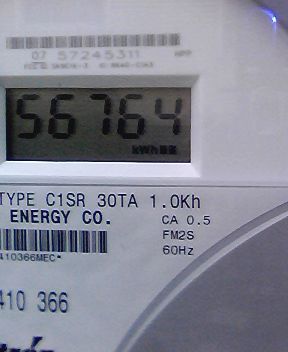 07 57245311
56764
kWh
TYPE C1SR 30TA 1.0Kh
ENERGY CO.
CA 0.5
FM2S
60Hz
410366MEC*
410 366